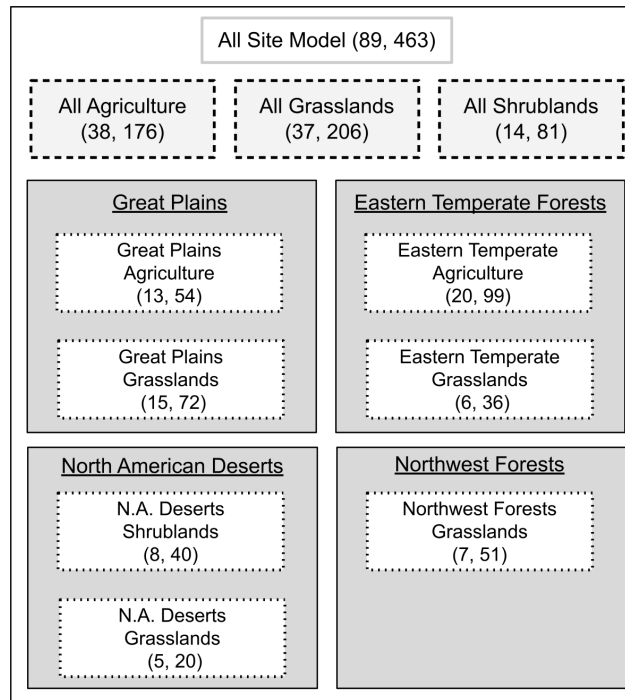 All Site Model (89, 463)
All Agriculture
(38, 176)
All Grasslands
(37, 206)
All Shrublands
(14, 81)
Great Plains
Great Plains
Agriculture
(13, 54)
Great Plains
Grasslands
(15, 72)
Eastern Temperate Forests
Eastern Temperate
Agriculture
(20, 99)
Eastern Temperate
Grasslands
(6, 36)
North American Deserts
N.A. Deserts
Shrublands
(8, 40)
N.A. Deserts
Grasslands
(5, 20)
Northwest Forests
Northwest Forests
Grasslands
(7, 51)